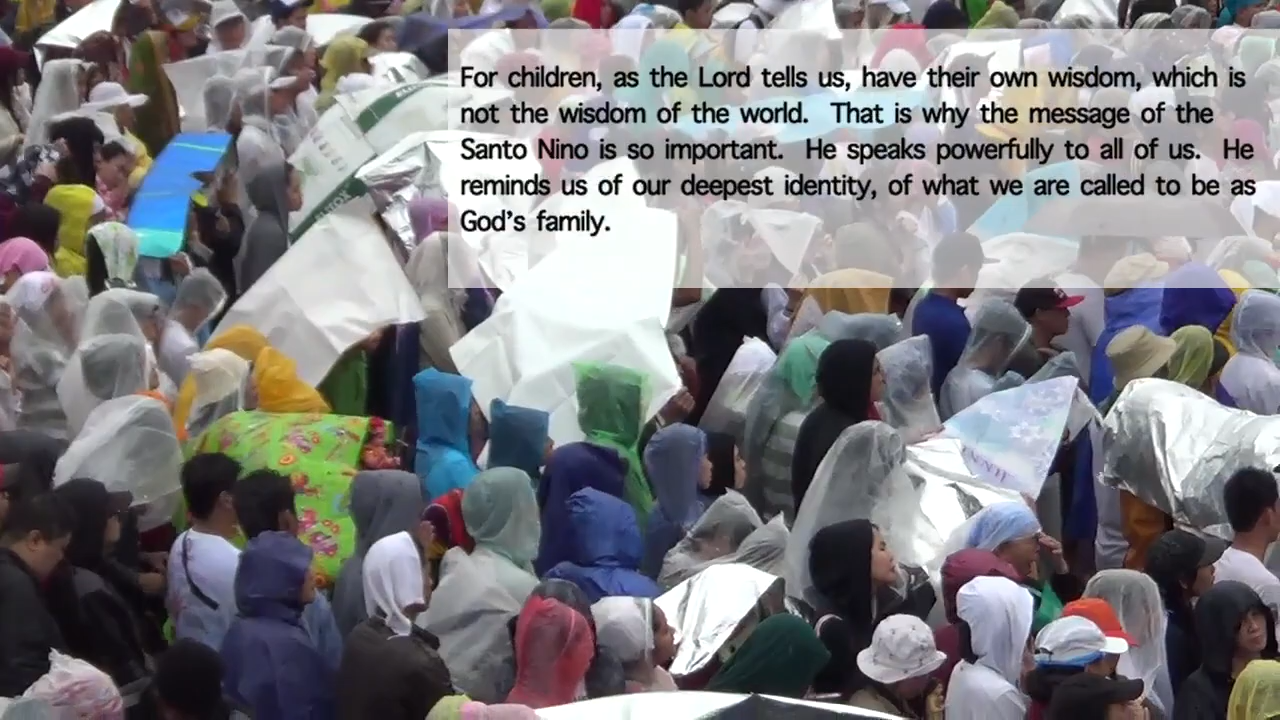 For children, as the Lord tells us, have their own wisdom, which is
not the wisdom of the world.  That is why the message of the
Santo Nino is so important.  He speaks powerfully to all of us.  He
reminds us of our deepest identity, of what we are called to be as
God’s family.